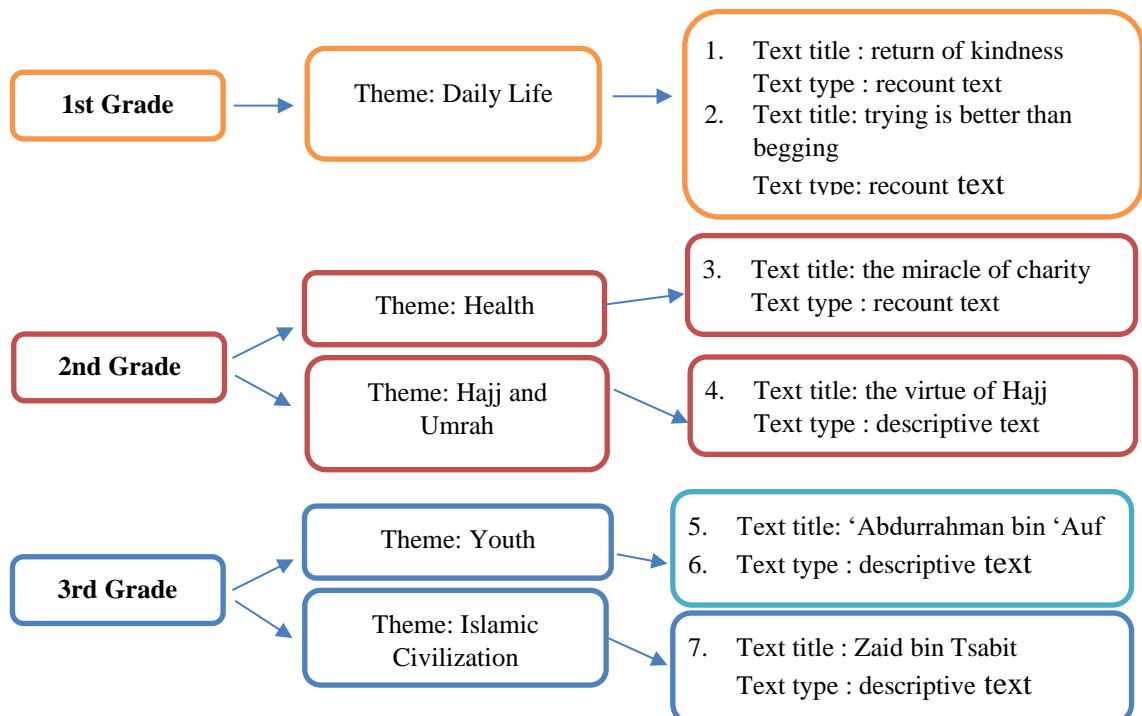 1st Grade
Theme: Daily Life
1. Text title : return of kindness
Text type : recount text
2. Text title: trying is better than
begging
Text type: recount text
2nd Grade
Theme: Health
3. Text title: the miracle of charity
Text type : recount text
Theme: Hajj and
Umrah
4. Text title: the virtue of Hajj
Text type : descriptive text
3rd Grade
Theme: Youth
5. Text title: ‘Abdurrahman bin ‘Auf
6. Text type : descriptive text
Theme: Islamic
Civilization
7. Text title : Zaid bin Tsabit
Text type : descriptive text